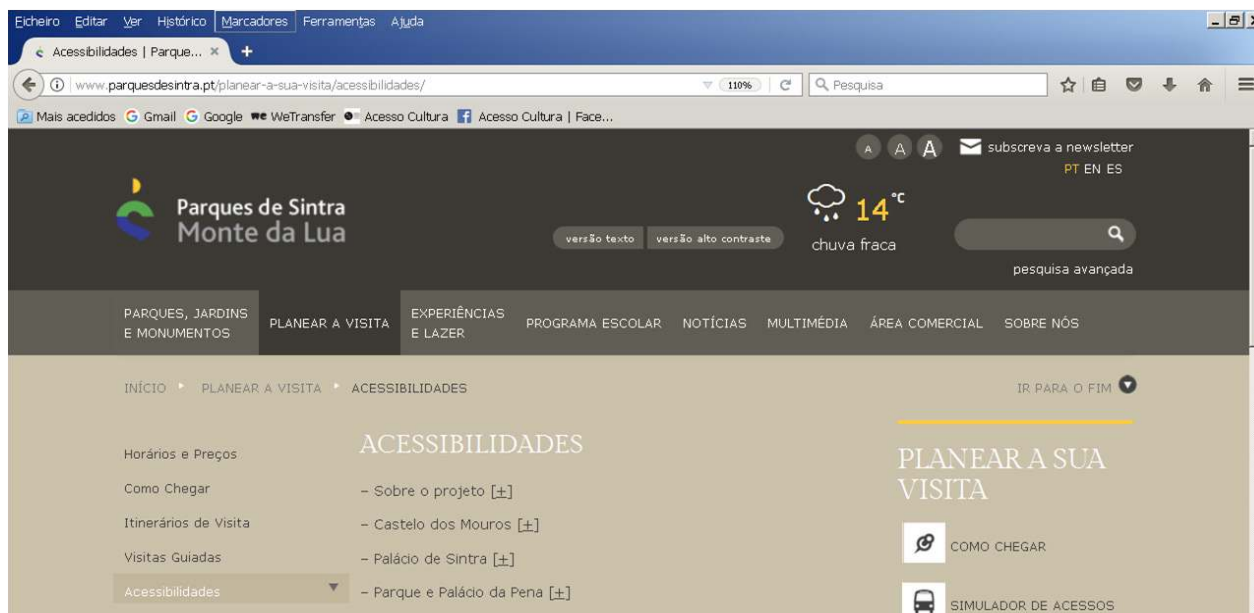 Eicheiro Editar Ver Histórico Marcadores Ferramentas Ajuda
Acessibilidades | Parque... × +
www.parquesdesintra.pt/planear-a-sua-visita/acessibilidades/ 110% Pesquisa
Mais acedidos Gmail Google WeTransfer Acesso Cultura Acesso Cultura | Face...
A A A subscreva a newsletter
PT EN ES
Parques de Sintra
Monte da Lua
14 °C
versão texto versão alto contraste chuva fraca
pesquisa avançada
PARQUES, JARDINS
E MONUMENTOS
PLANEAR A VISITA
EXPERIÊNCIAS
E LAZER
PROGRAMA ESCOLAR NOTÍCIAS MULTIMÉDIA ÁREA COMERCIAL SOBRE NÓS
INÍCIO PLANEAR A VISITA ACESSIBILIDADES IR PARA O FIM
Horários e Preços
Como Chegar
Itinerários de Visita
Visitas Guiadas
Acessibilidades
ACESSIBILIDADES
– Sobre o projeto [+]
– Castelo dos Mouros [+]
– Palácio de Sintra [+]
– Parque e Palácio da Pena [+]
PLANEAR A SUA
VISITA
COMO CHEGAR
SIMULADOR DE ACESSOS